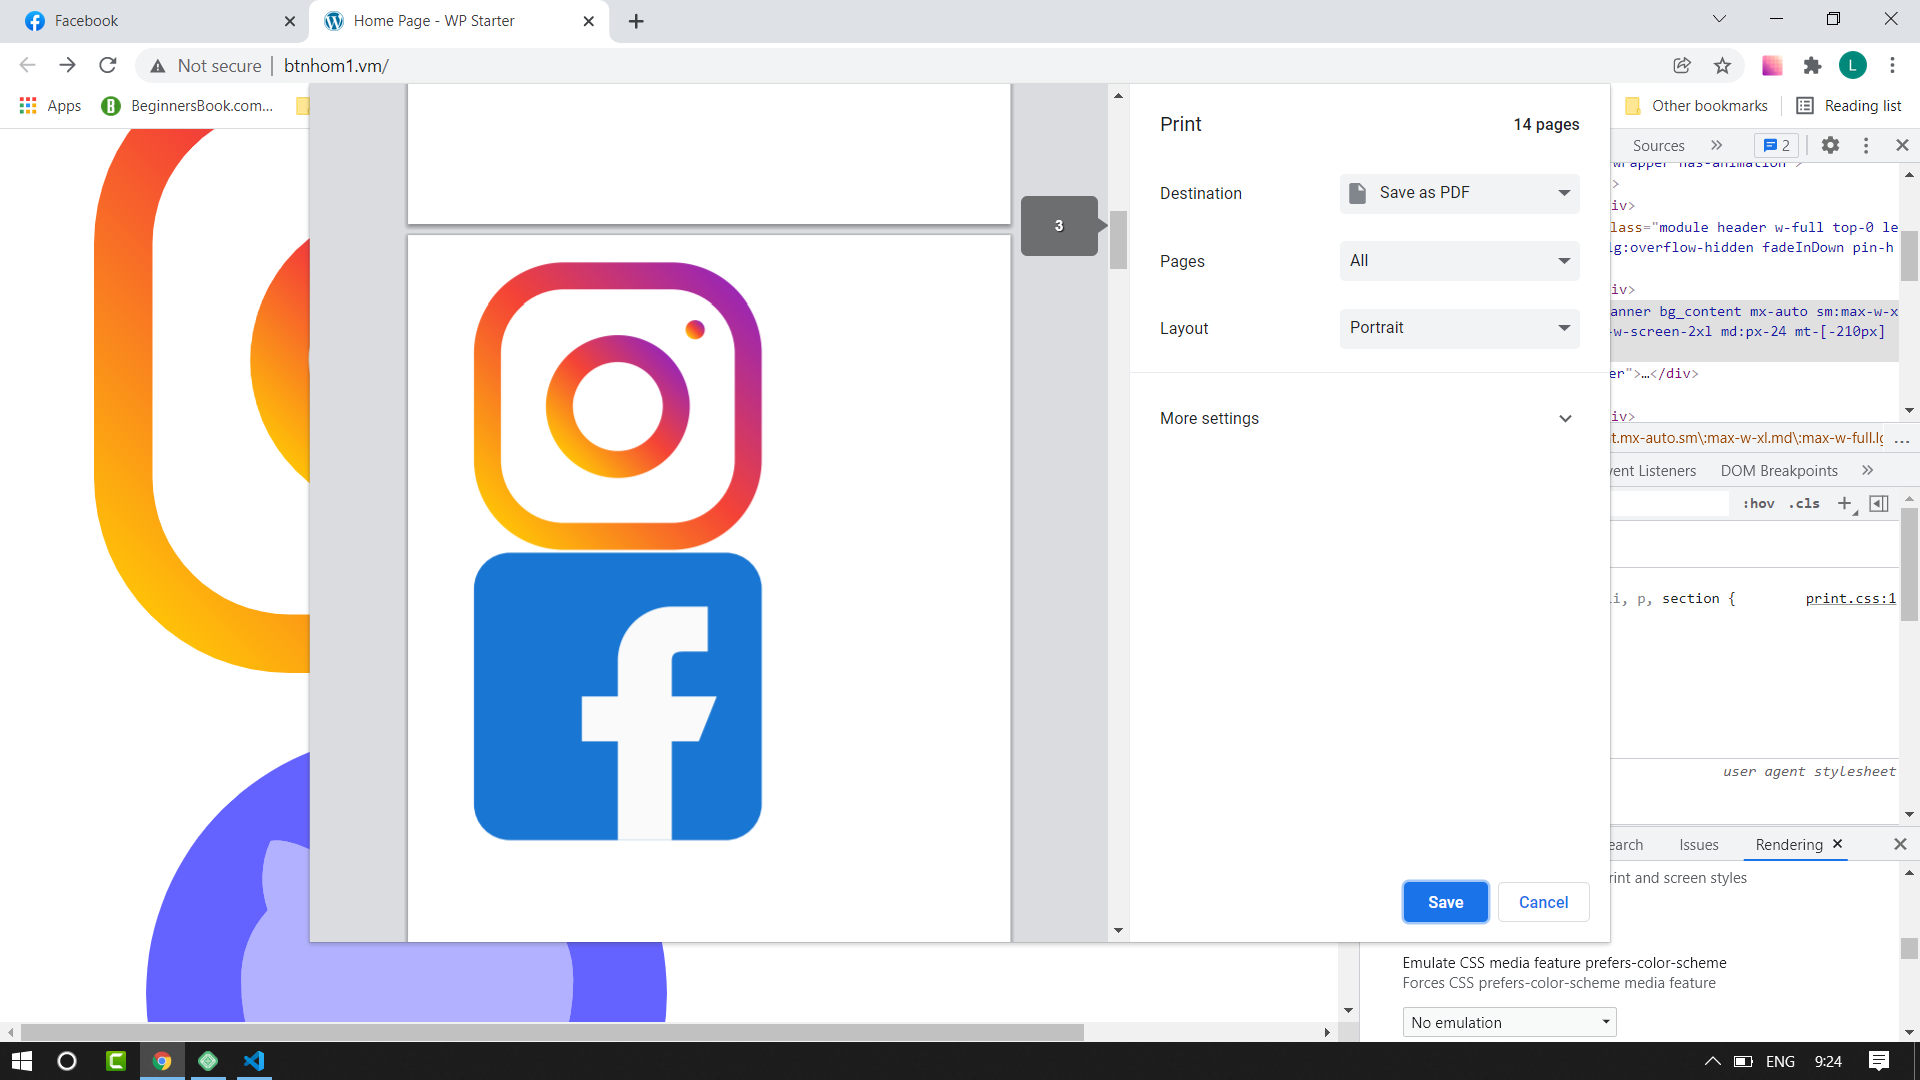 Facebook
Home Page - WP Starter
Not secure
btnhom1.vm/
L
Apps
BeginnersBook.com...
Other bookmarks
Reading list
3
Print
14 pages
Destination
Save as PDF
Pages
All
Layout
Portrait
More settings
Save
Cancel
Sources
2
iv>
lass="module header w-full top-0 le
g:overflow-hidden fadeInDown pin-h
iv>
anner bg_content mx-auto sm:max-w-x
-w-screen-2xl md:px-24 mt-[-210px]
er">…</div>
iv>
t.mx-auto.sm\:max-w-xl.md\:max-w-full.lg
...
vent Listeners
DOM Breakpoints
:hov
.cls
i, p, section {
print.css:1
user agent stylesheet
earch
Issues
Rendering
rint and screen styles
Emulate CSS media feature prefers-color-scheme
Forces CSS prefers-color-scheme media feature
No emulation
ENG
9:24